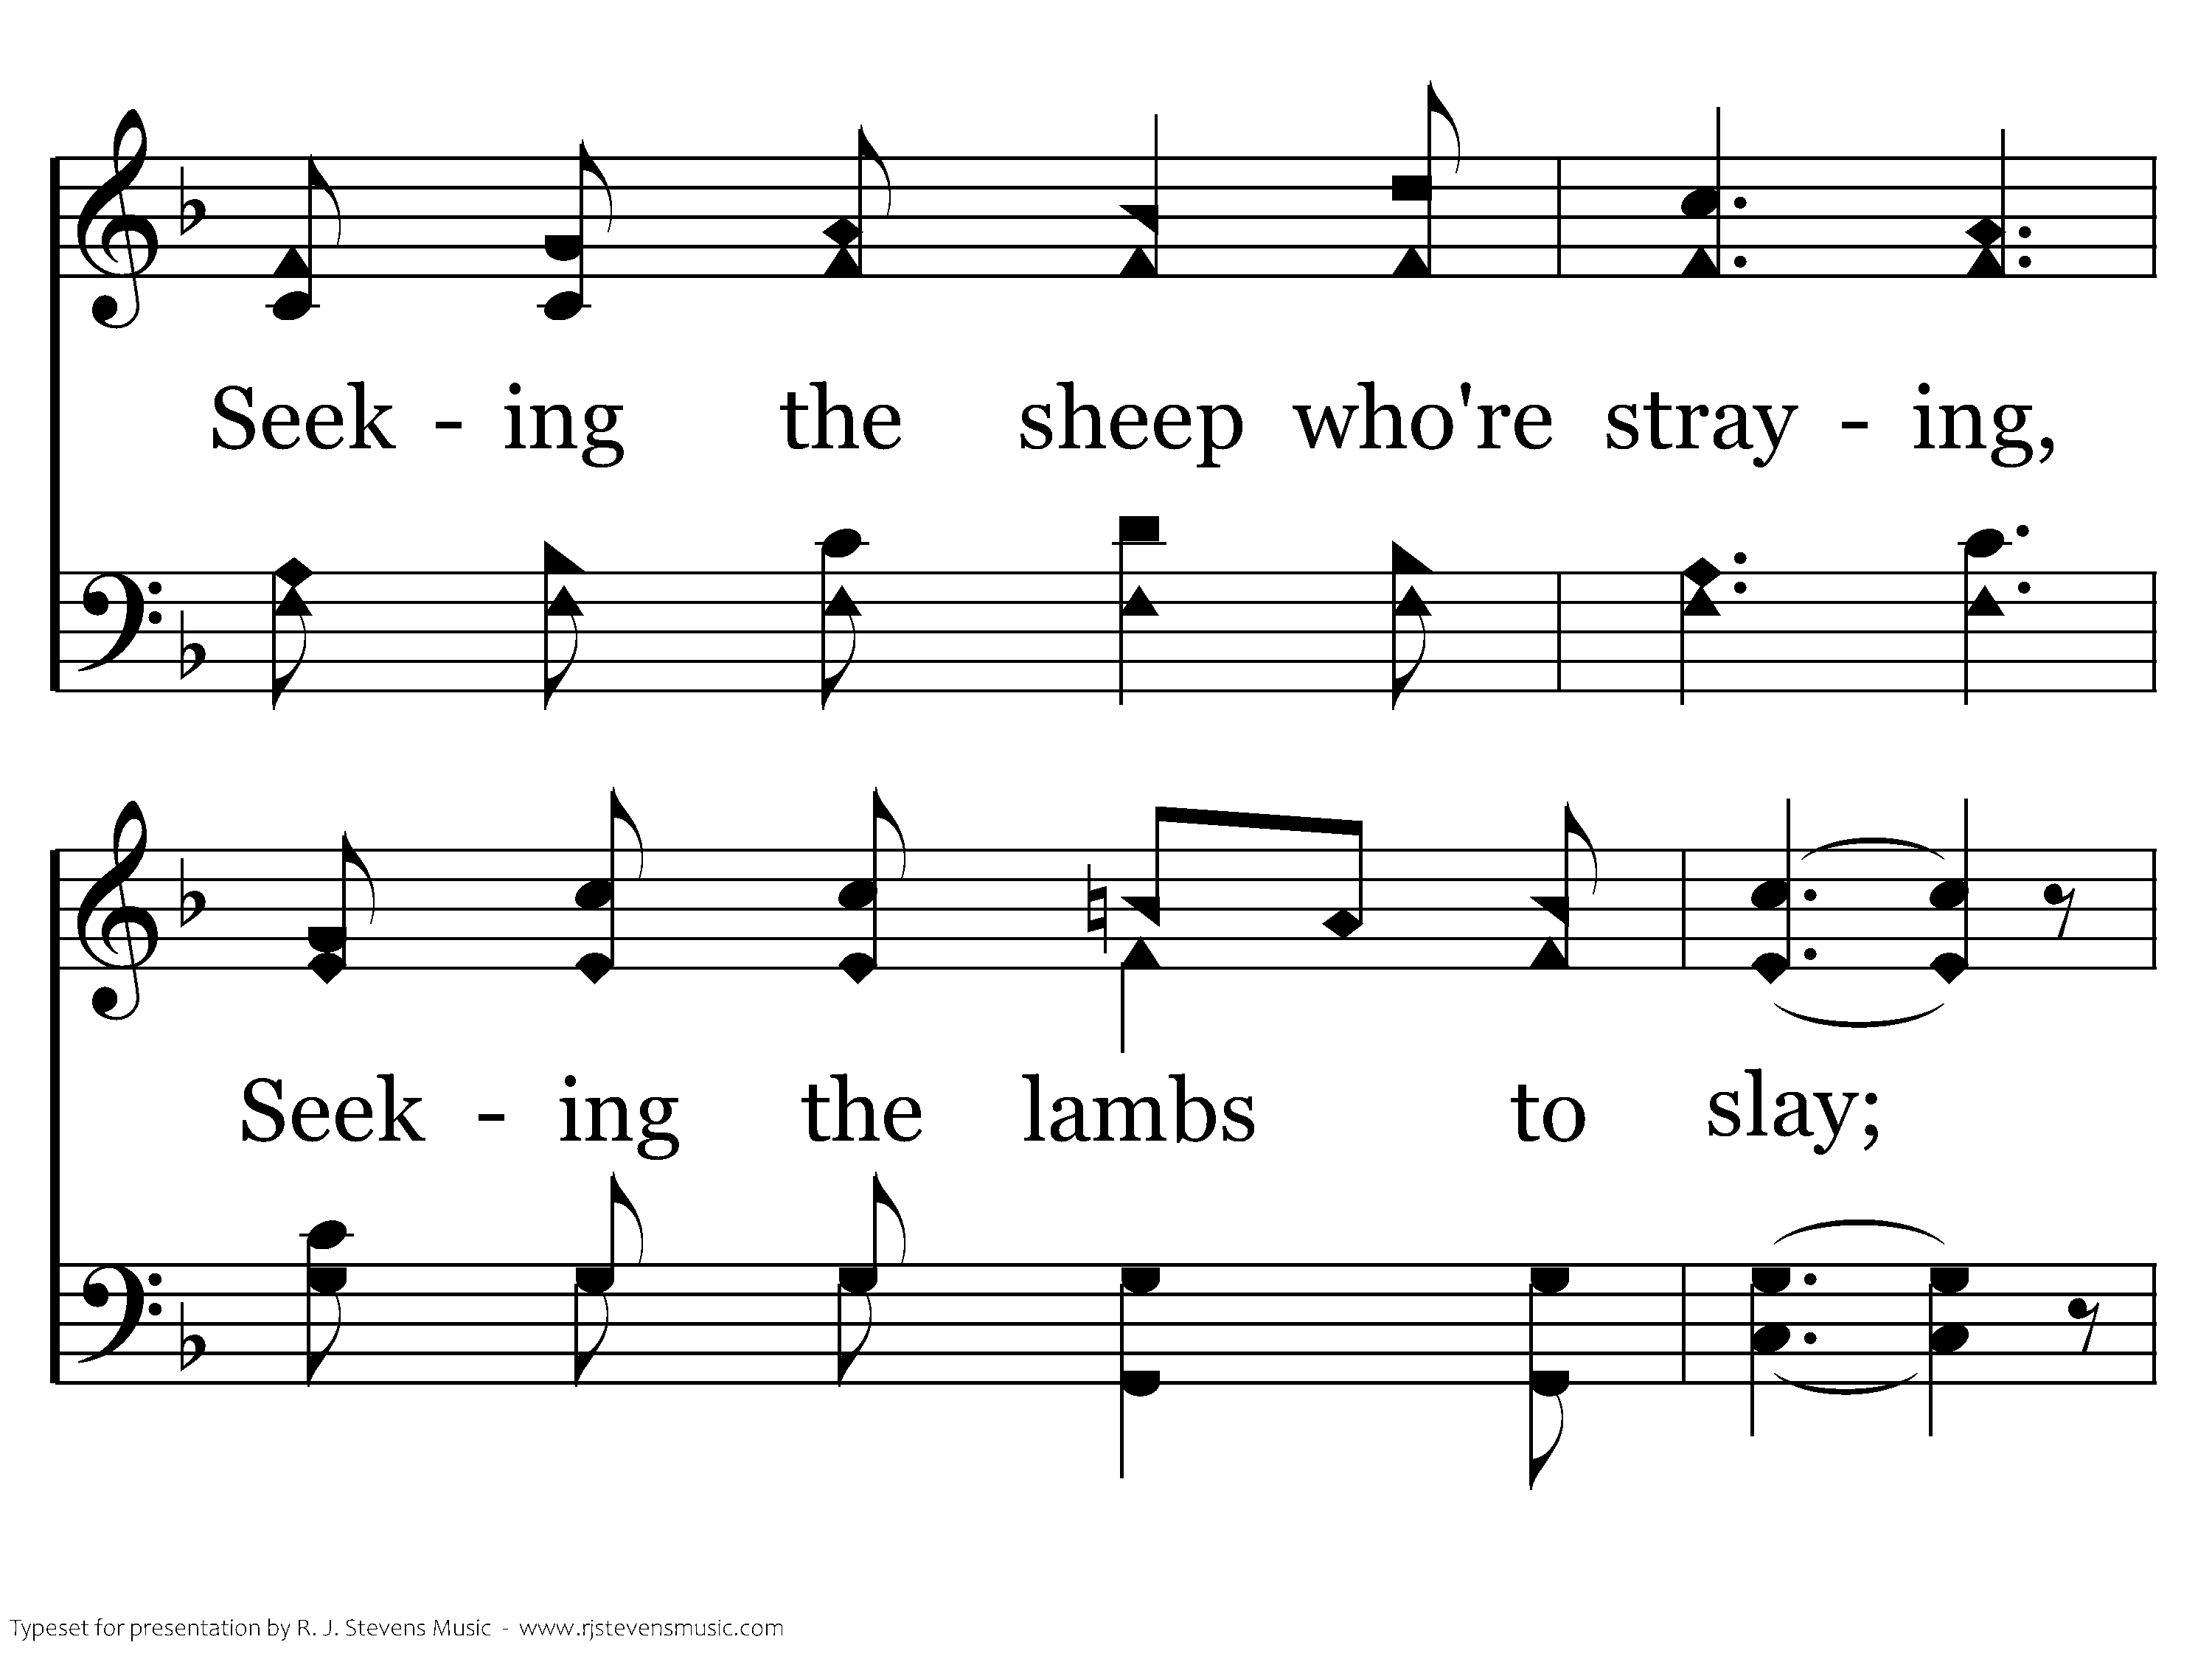 Seek - ing the sheep who're stray - ing,
Seek - ing the lambs to slay;
Typeset for presentation by R. J. Stevens Music - www.rjstevensmusic.com